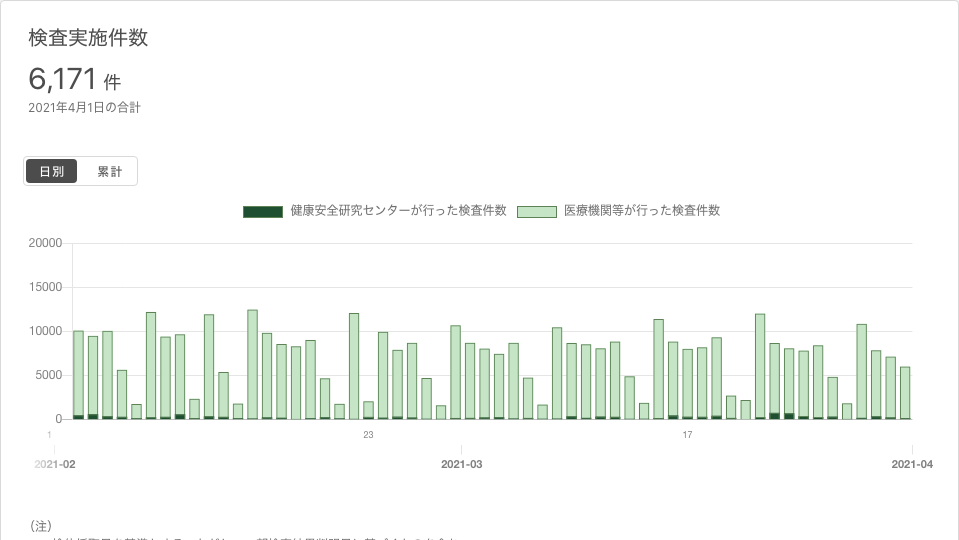 検査実施件数
6,171 件
2021年4月1日の合計
日別 累計
健康安全研究センターが行った検査件数 医療機関等が行った検査件数
20000
15000
10000
5000
0
1 23 17
2021-02 2021-03 2021-04
（注）